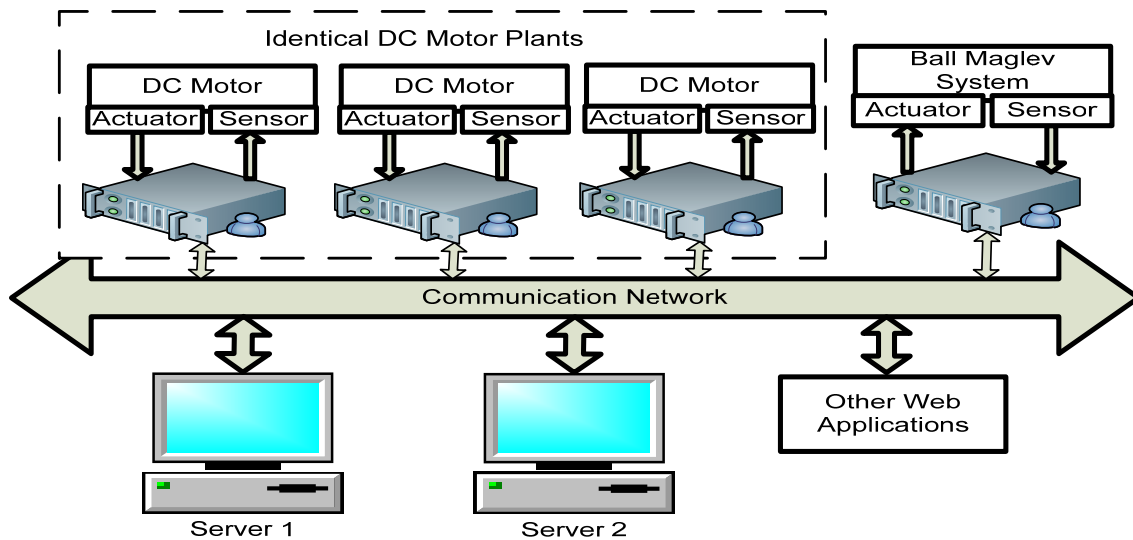 Identical DC Motor Plants
DC Motor
Actuator
Sensor
DC Motor
Actuator
Sensor
DC Motor
Actuator
Sensor
Ball Maglev
System
Actuator
Sensor
Communication Network
Server 1
Server 2
Other Web
Applications